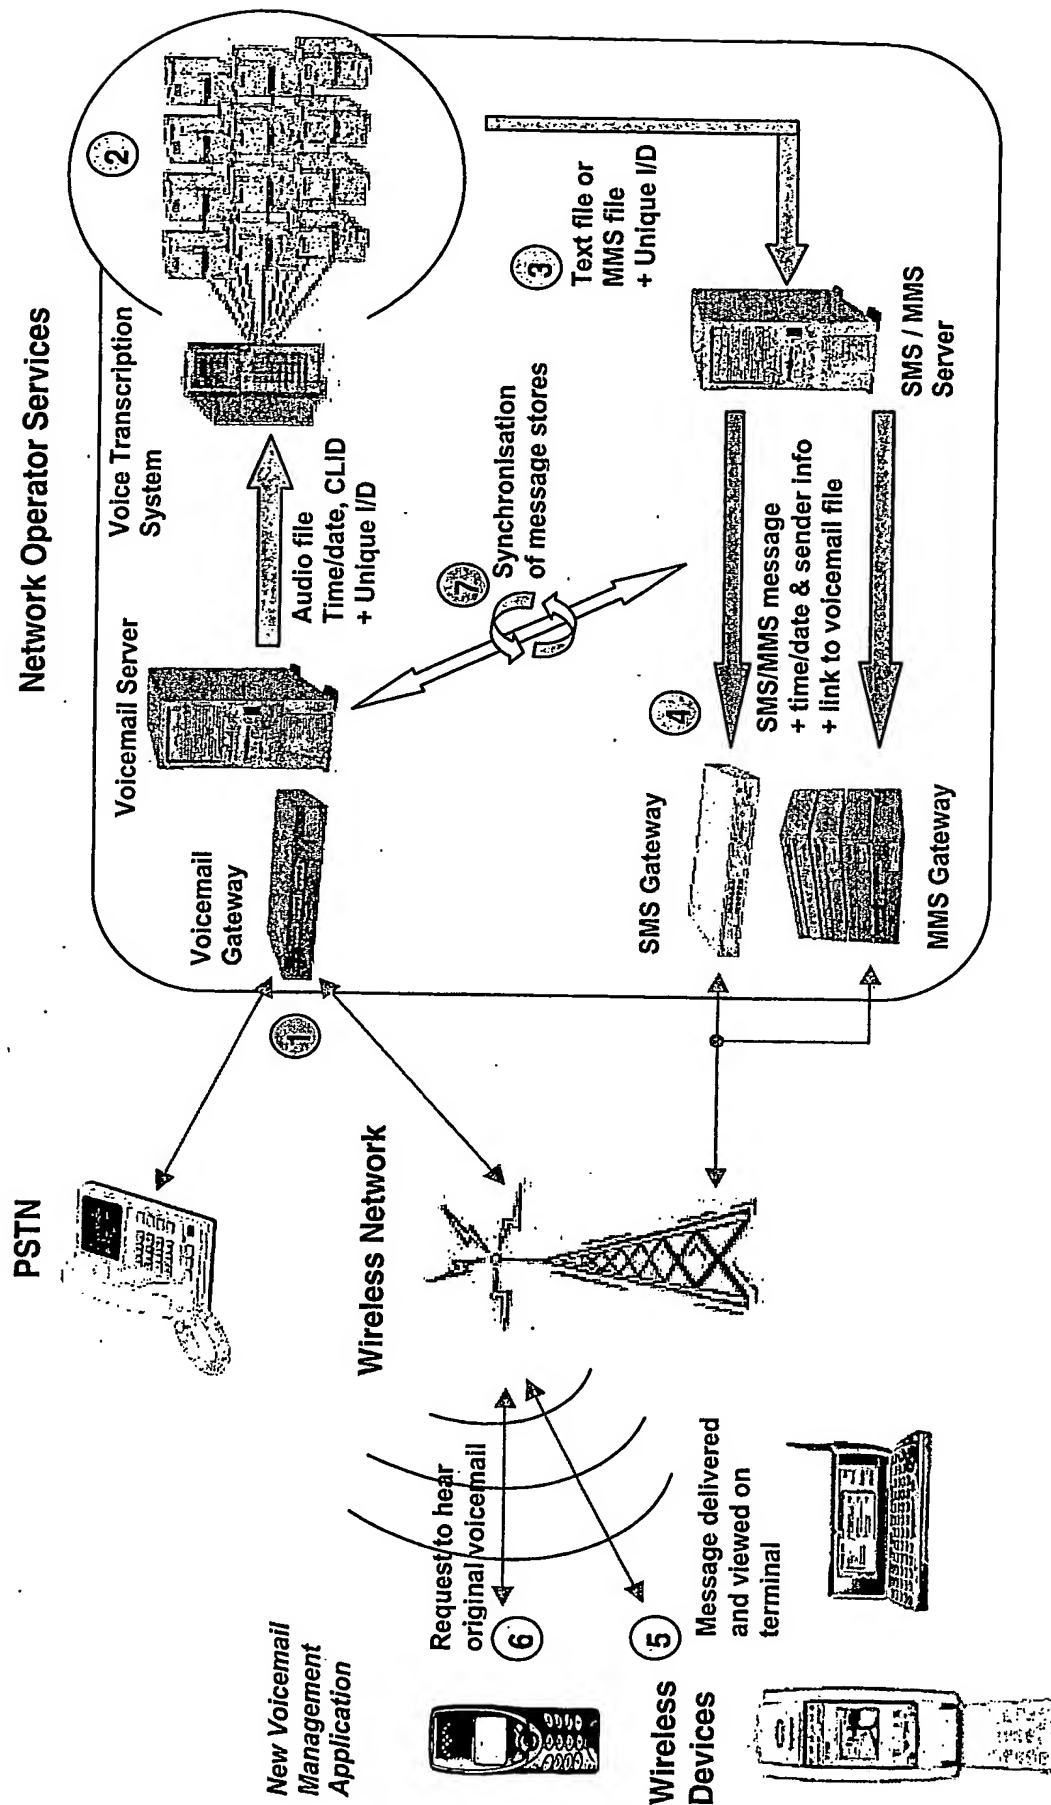 Network Operator Services
PSTN
Voicemail
Gateway
Voicemail Server
Voice Transcription
System
1
2
Audio file
Time/date, CLID
+ Unique I/D
3
Text file or
MMS file
+ Unique I/D
7
Synchronisation
of message stores
SMS / MMS
Server
4
SMS/MMS message
+ time/date & sender info
+ link to voicemail file
SMS Gateway
MMS Gateway
Wireless Network
New Voicemail
Management
Application
Request to hear
original voicemail
6
5
Message delivered
and viewed on
terminal
Wireless
Devices